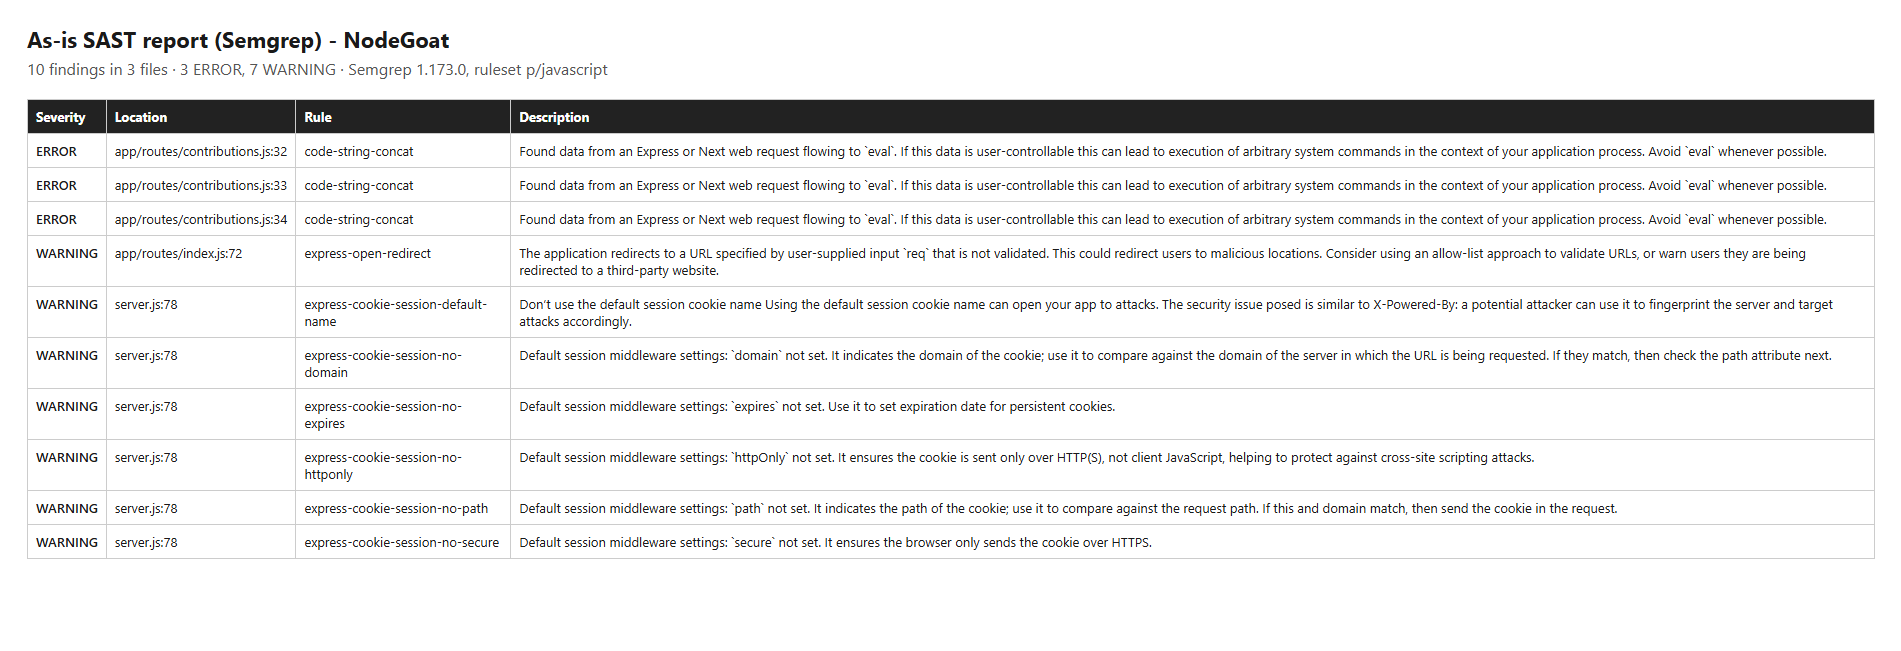 As-is SAST report (Semgrep) - NodeGoat
10 findings in 3 files · 3 ERROR, 7 WARNING · Semgrep 1.173.0, ruleset p/javascript
Severity Location Rule Description
ERROR app/routes/contributions.js:32 code-string-concat Found data from an Express or Next web request flowing to `eval`. If this data is user-controllable this can lead to execution of arbitrary system commands in the context of your application process. Avoid `eval` whenever possible.
ERROR app/routes/contributions.js:33 code-string-concat Found data from an Express or Next web request flowing to `eval`. If this data is user-controllable this can lead to execution of arbitrary system commands in the context of your application process. Avoid `eval` whenever possible.
ERROR app/routes/contributions.js:34 code-string-concat Found data from an Express or Next web request flowing to `eval`. If this data is user-controllable this can lead to execution of arbitrary system commands in the context of your application process. Avoid `eval` whenever possible.
WARNING app/routes/index.js:72 express-open-redirect The application redirects to a URL specified by user-supplied input `req` that is not validated. This could redirect users to malicious locations. Consider using an allow-list approach to validate URLs, or warn users they are being
redirected to a third-party website.
WARNING server.js:78 express-cookie-session-default-
name
Don't use the default session cookie name Using the default session cookie name can open your app to attacks. The security issue posed is similar to X-Powered-By: a potential attacker can use it to fingerprint the server and target
attacks accordingly.
WARNING server.js:78 express-cookie-session-no-
domain
Default session middleware settings: `domain` not set. It indicates the domain of the cookie; use it to compare against the domain of the server in which the URL is being requested. If they match, then check the path attribute next.
WARNING server.js:78 express-cookie-session-no-
expires
Default session middleware settings: `expires` not set. Use it to set expiration date for persistent cookies.
WARNING server.js:78 express-cookie-session-no-
httponly
Default session middleware settings: `httpOnly` not set. It ensures the cookie is sent only over HTTP(S), not client JavaScript, helping to protect against cross-site scripting attacks.
WARNING server.js:78 express-cookie-session-no-path Default session middleware settings: `path` not set. It indicates the path of the cookie; use it to compare against the request path. If this and domain match, then send the cookie in the request.
WARNING server.js:78 express-cookie-session-no-secure Default session middleware settings: `secure` not set. It ensures the browser only sends the cookie over HTTPS.